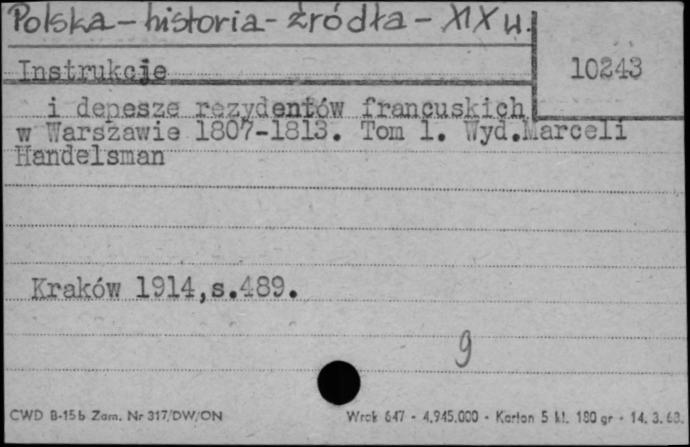 Polska - historia - źródła - XIX w.
Instrukcje
10243
i depesze rezydentów francuskich
w Warszawie 1807-1813. Tom 1. Wyd.Marceli
Handelsman
Kraków 1914,s.489.
9
CWD B-15b Zam. Nr 317/DW/ON
Wrck 647 - 4.945.000 - Karton 5 kl. 180 gr - 14. 3. 63.